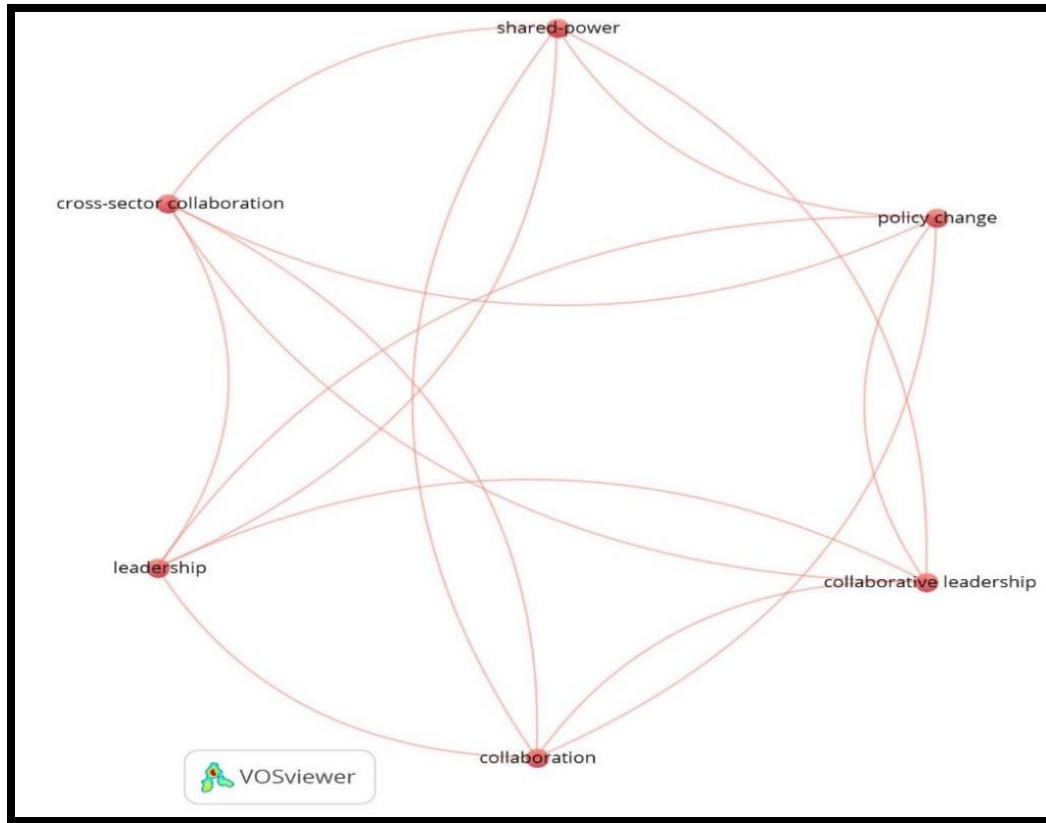 shared-power
cross-sector collaboration
policy change
leadership
collaborative leadership
collaboration
VOSviewer